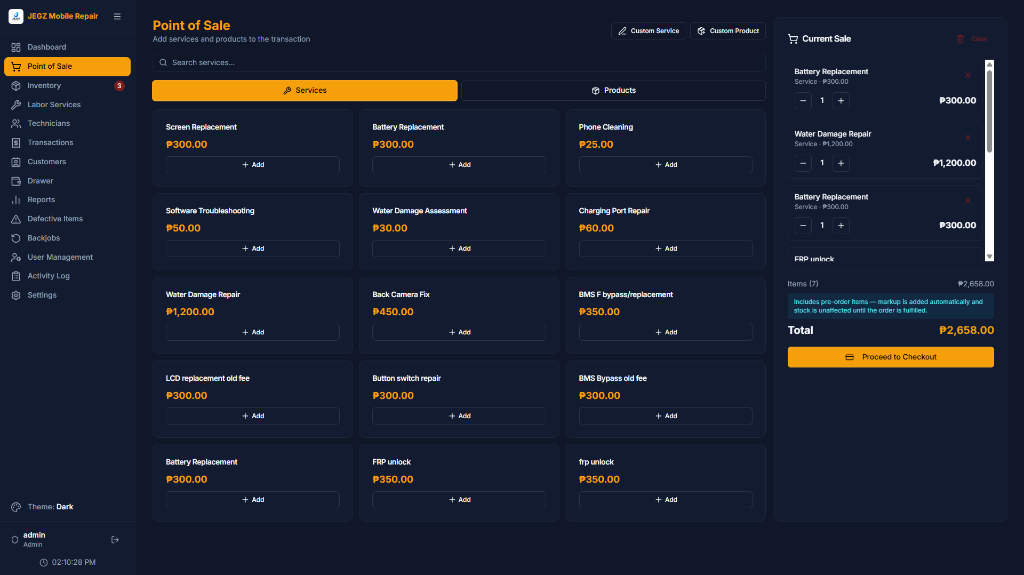 JEGZ Mobile Repair
Dashboard
Point of Sale
Inventory 3
Labor Services
Technicians
Transactions
Customers
Drawer
Reports
Defective Items
Backjobs
User Management
Activity Log
Settings
Theme: Dark
admin
Admin
02:10:28 PM
Point of Sale
Add services and products to the transaction
Custom Service
Custom Product
Search services...
Services
Products
Screen Replacement
₱300.00
+ Add
Battery Replacement
₱300.00
+ Add
Phone Cleaning
₱25.00
+ Add
Software Troubleshooting
₱50.00
+ Add
Water Damage Assessment
₱30.00
+ Add
Charging Port Repair
₱60.00
+ Add
Water Damage Repair
₱1,200.00
+ Add
Back Camera Fix
₱450.00
+ Add
BMS F bypass/replacement
₱350.00
+ Add
LCD replacement old fee
₱300.00
+ Add
Button switch repair
₱300.00
+ Add
BMS Bypass old fee
₱300.00
+ Add
Battery Replacement
₱300.00
+ Add
FRP unlock
₱350.00
+ Add
frp unlock
₱350.00
+ Add
Current Sale
Clear
Battery Replacement
Service · ₱300.00
− 1 + ₱300.00
Water Damage Repair
Service · ₱1,200.00
− 1 + ₱1,200.00
Battery Replacement
Service · ₱300.00
− 1 + ₱300.00
FRP unlock
Items (7) ₱2,658.00
Includes pre-order items — markup is added automatically and
stock is unaffected until the order is fulfilled.
Total ₱2,658.00
Proceed to Checkout